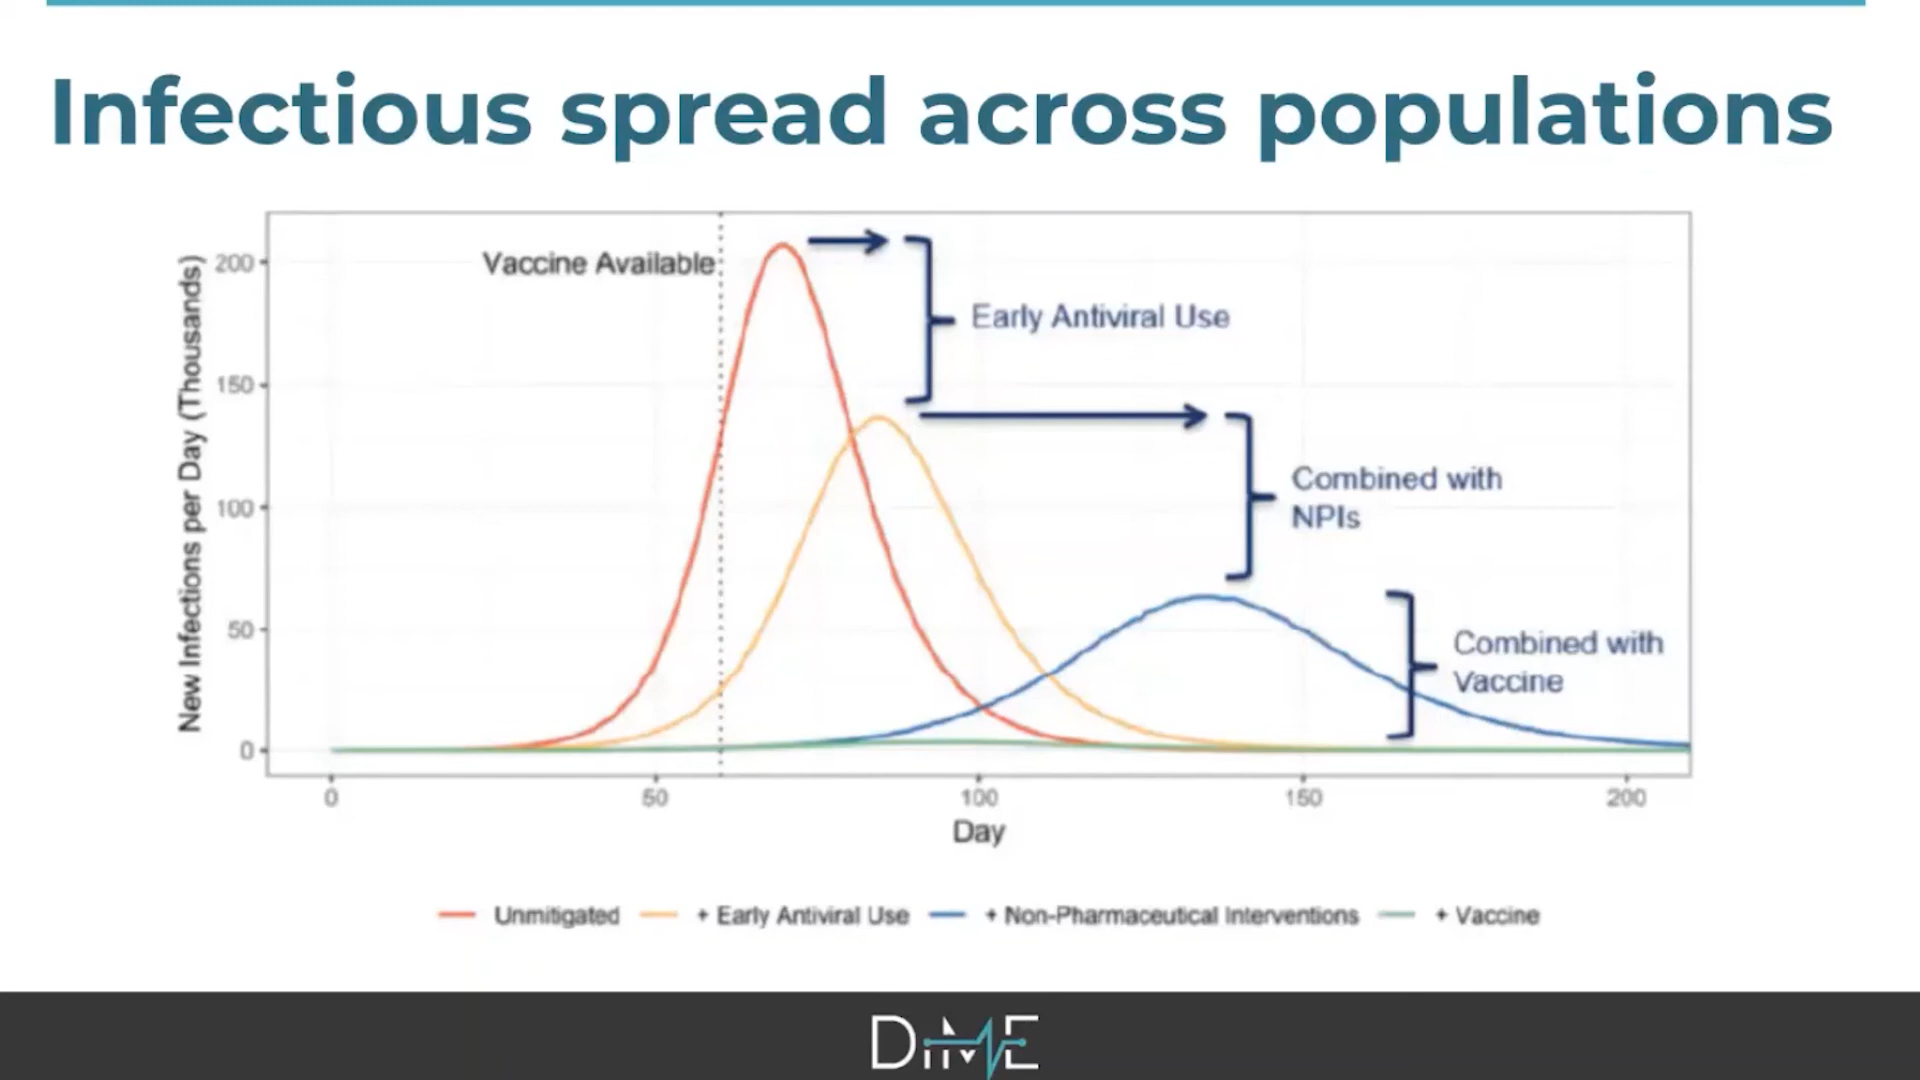 Infectious spread across populations
New Infections per Day (Thousands)
200
150
100
50
0
Vaccine Available
Early Antiviral Use
Combined with
NPIs
Combined with
Vaccine
0 50 100 150 200
Day
Unmitigated + Early Antiviral Use + Non-Pharmaceutical Interventions + Vaccine
DiME